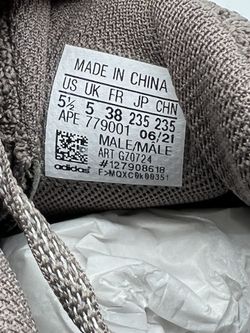 MADE IN CHINA
US UK FR JP CHN
5½ 5 38 235 235
APE 779001 06/21
MALE/MÂLE
ART GZ0724
#127908618
adidas F>MQXC0k00351